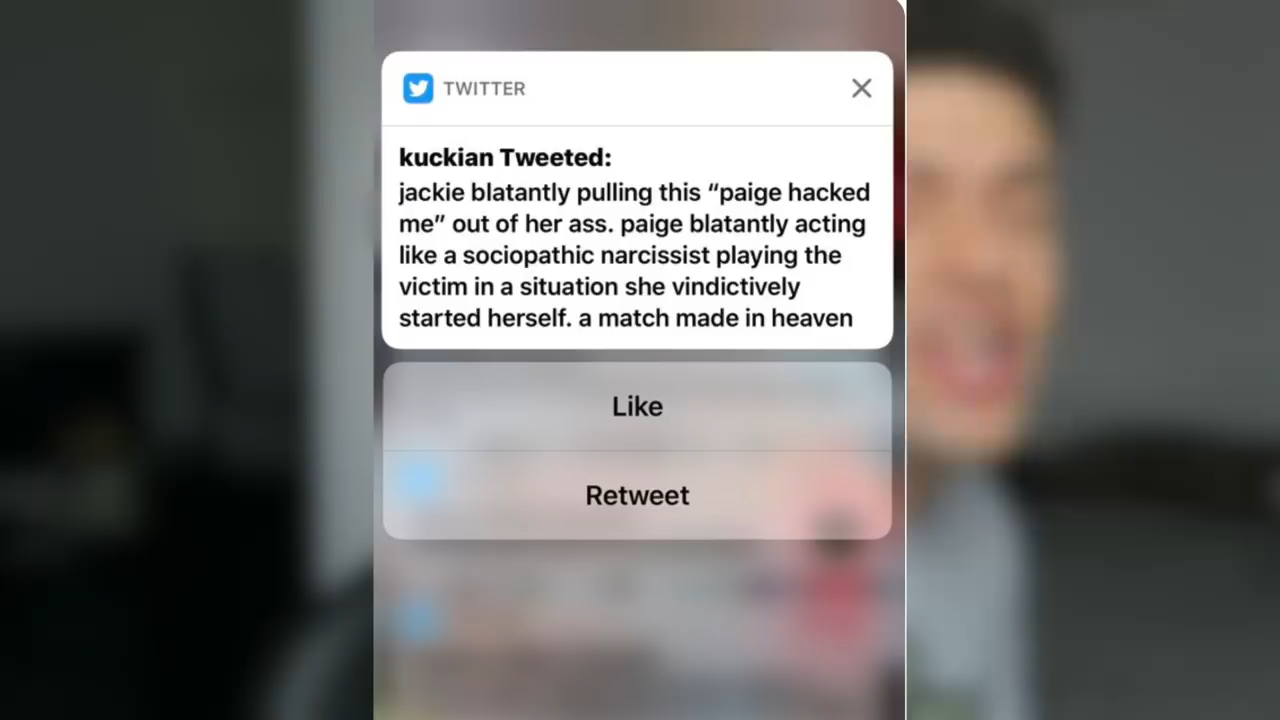 TWITTER
kuckian Tweeted:
jackie blatantly pulling this “paige hacked
me” out of her ass. paige blatantly acting
like a sociopathic narcissist playing the
victim in a situation she vindictively
started herself. a match made in heaven
Like
Retweet